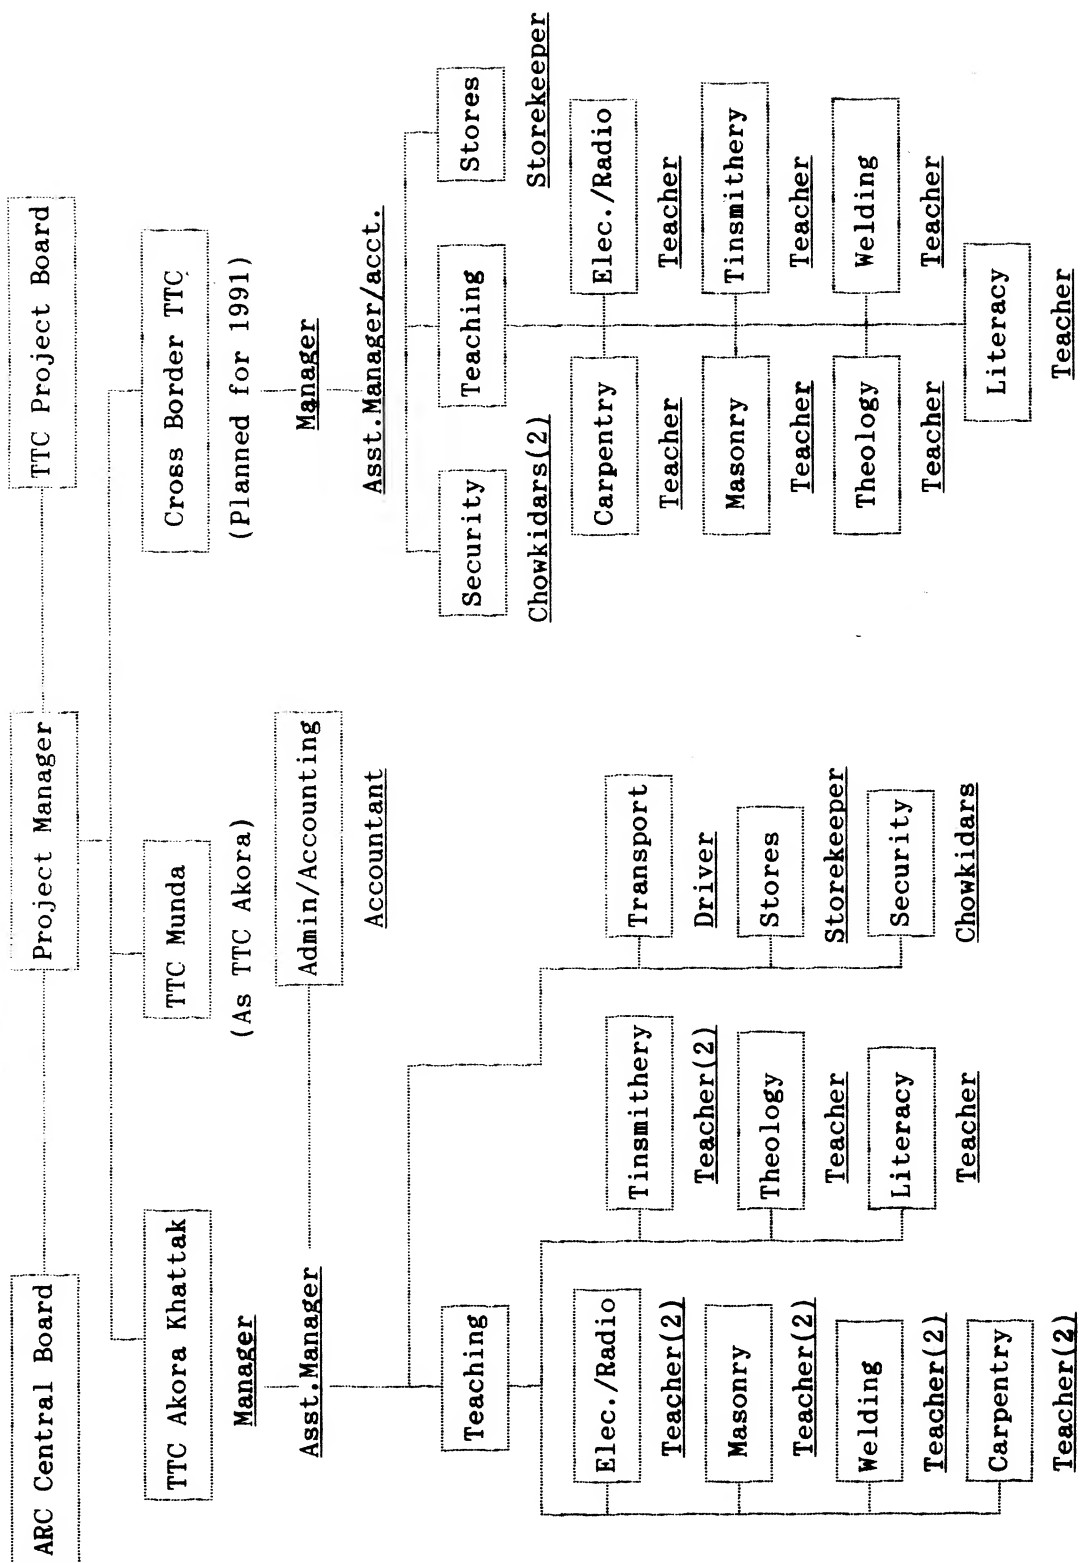 ARC Central Board
Project Manager
TTC Project Board
TTC Akora Khattak
TTC Munda
Cross Border TTC
(As TTC Akora)
(Planned for 1991)
Manager
Admin/Accounting
Manager
Asst.Manager
Accountant
Asst.Manager/acct.
Teaching
Security
Teaching
Stores
Chowkidars(2)
Storekeeper
Elec./Radio
Tinsmithery
Transport
Carpentry
Elec./Radio
Teacher(2)
Teacher(2)
Driver
Teacher
Teacher
Masonry
Theology
Stores
Masonry
Tinsmithery
Teacher(2)
Teacher
Storekeeper
Teacher
Teacher
Welding
Literacy
Security
Theology
Welding
Teacher(2)
Teacher
Chowkidars
Teacher
Teacher
Carpentry
Literacy
Teacher(2)
Teacher